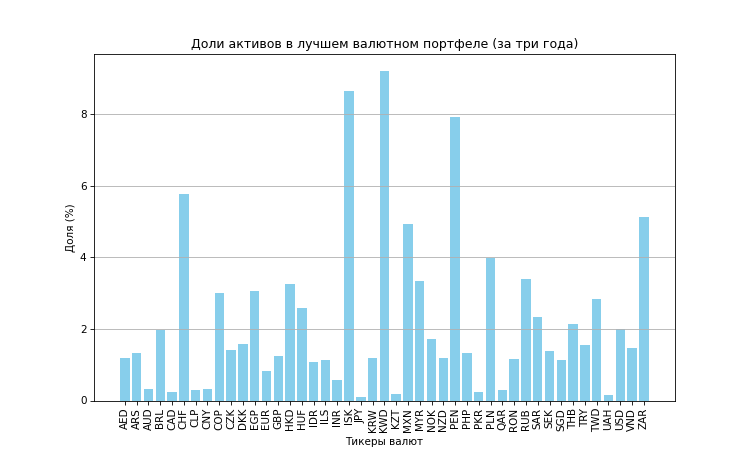 Доли активов в лучшем валютном портфеле (за три года)
Доля (%)
8
6
4
2
0
AED ARS AUD BRL CAD CHF CLP CNY COP CZK DKK EGP EUR GBP HKD HUF IDR ILS INR ISK JPY KRW KWD KZT MXN MYR NOK NZD PEN PHP PKR PLN QAR RON RUB SAR SEK SGD THB TRY TWD UAH USD VND ZAR
Тикеры валют